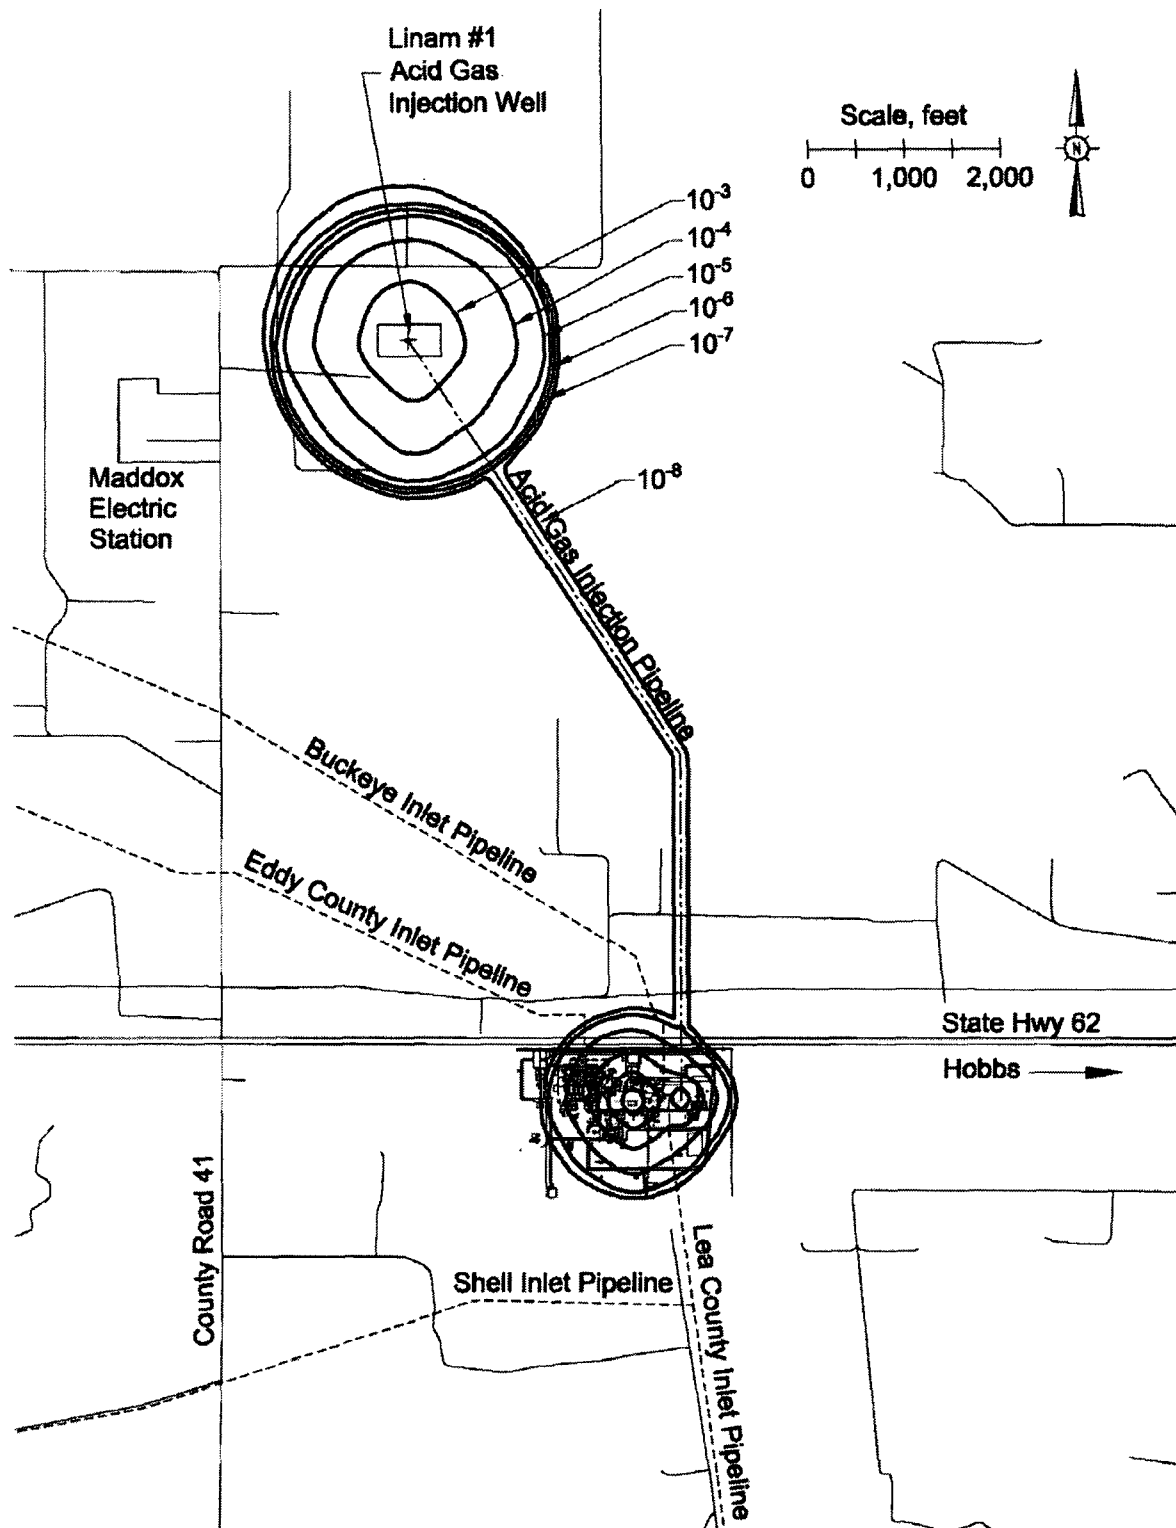 Linam #1
Acid Gas
Injection Well
Scale, feet
0 1,000 2,000
N
10-3
10-4
10-5
10-6
10-7
10-8
Maddox
Electric
Station
Acid Gas Injection Pipeline
Buckeye Inlet Pipeline
Eddy County Inlet Pipeline
State Hwy 62
Hobbs
County Road 41
Shell Inlet Pipeline
Lea County Inlet Pipeline